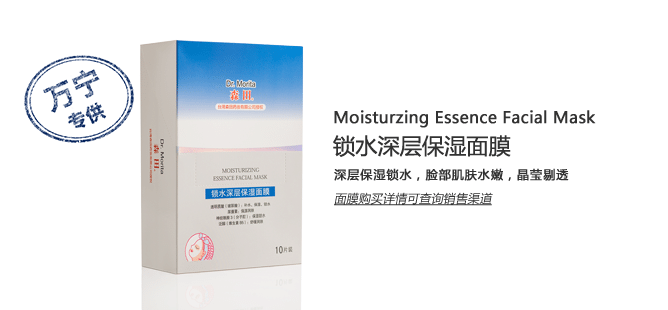 万宁
专供
Dr. Morita
森田
MOISTURIZING
ESSENCE FACIAL MASK
锁水深层保湿面膜
10片装
森田
Moisturzing Essence Facial Mask
锁水深层保湿面膜
深层保湿锁水，脸部肌肤水嫩，晶莹剔透
面膜购买详情可查询销售渠道